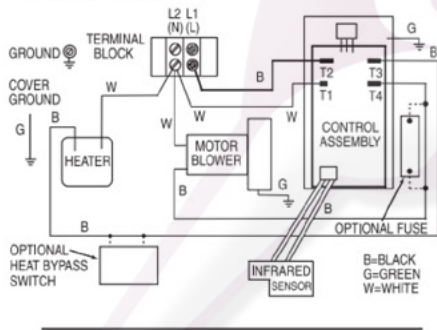 L2 L1
(N) (L)
TERMINAL
BLOCK
GROUND
COVER
GROUND
G
B
W
HEATER
W
W
B
MOTOR
BLOWER
B
G
B
T2 T3
T1 T4
G
B
CONTROL
ASSEMBLY
B
OPTIONAL FUSE
OPTIONAL
HEAT BYPASS
SWITCH
INFRARED
SENSOR
B=BLACK
G=GREEN
W=WHITE